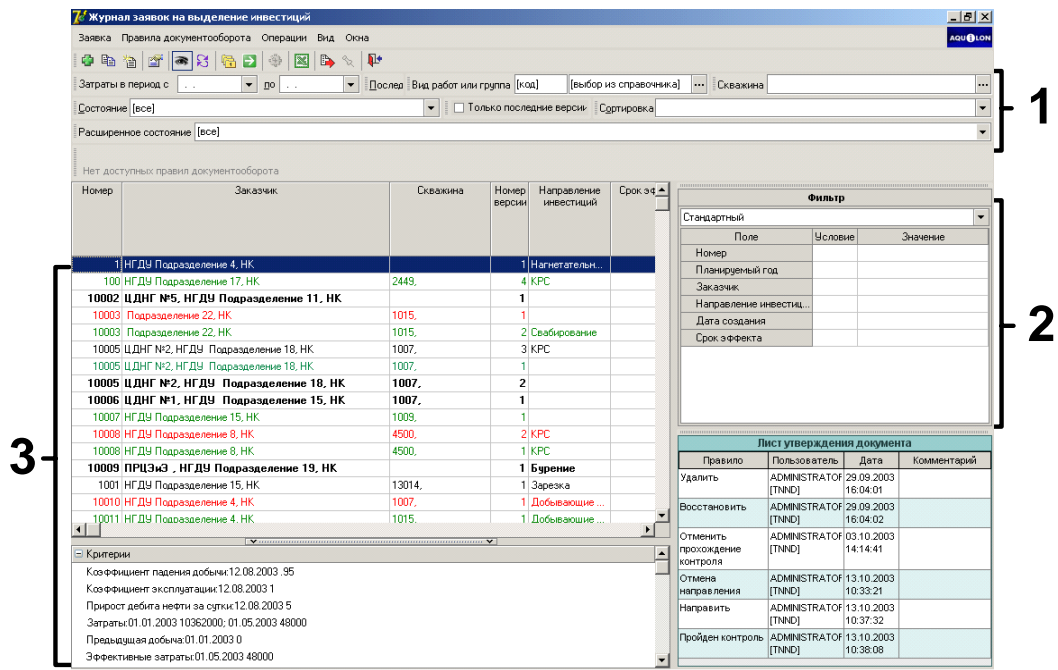 Журнал заявок на выделение инвестиций
Заявка Правила документооборота Операции Вид Окна
AQUILON
Затраты в период с . . по . . Послед Вид работ или группа [код] [выбор из справочника] ... Скважина ...
1
Состояние [все] Только последние версии Сортировка
Расширенное состояние [все]
Нет доступных правил документооборота
Номер Заказчик Скважина Номер версии Направление инвестиций Срок эф
1 НГДУ Подразделение 4, НК 1 Нагнетательн...
100 НГДУ Подразделение 17, НК 2449, 4 КРС
10002 ЦДНГ №5, НГДУ Подразделение 11, НК 1
10003 Подразделение 22, НК 1015, 1
10003 Подразделение 22, НК 1015, 2 Свабирование
10005 ЦДНГ №2, НГДУ Подразделение 18, НК 1007, 3 КРС
10005 ЦДНГ №2, НГДУ Подразделение 18, НК 1007, 1
10005 ЦДНГ №2, НГДУ Подразделение 18, НК 1007, 2
10006 ЦДНГ №1, НГДУ Подразделение 15, НК 1007, 1
10007 НГДУ Подразделение 15, НК 1009, 1
10008 НГДУ Подразделение 8, НК 4500, 2 КРС
10008 НГДУ Подразделение 8, НК 4500, 1 КРС
10009 ПРЦЭиЭ , НГДУ Подразделение 19, НК 1 Бурение
1001 НГДУ Подразделение 15, НК 13014, 1 Зарезка
10010 НГДУ Подразделение 4, НК 1007, 1 Добывающие ...
10011 НГДУ Подразделение 4, НК 1015, 1 Добывающие ...
3
Критерии
Коэффициент падения добычи:12.08.2003 .95
Коэффициент эксплуатации:12.08.2003 1
Прирост дебита нефти за сутки:12.08.2003 5
Затраты:01.01.2003 10362000; 01.05.2003 48000
Предыдущая добыча:01.01.2003 0
Эффективные затраты:01.05.2003 48000
Фильтр
Стандартный
Поле Условие Значение
Номер
Планируемый год
Заказчик
Направление инвестиц...
Дата создания
Срок эффекта
2
Лист утверждения документа
Правило Пользователь Дата Комментарий
Удалить ADMINISTRATOR [TNND] 29.09.2003 16:04:01
Восстановить ADMINISTRATOR [TNND] 29.09.2003 16:04:02
Отменить прохождение контроля ADMINISTRATOR [TNND] 03.10.2003 14:14:41
Отмена направления ADMINISTRATOR [TNND] 13.10.2003 10:33:21
Направить ADMINISTRATOR [TNND] 13.10.2003 10:37:32
Пройден контроль ADMINISTRATOR [TNND] 13.10.2003 10:38:08